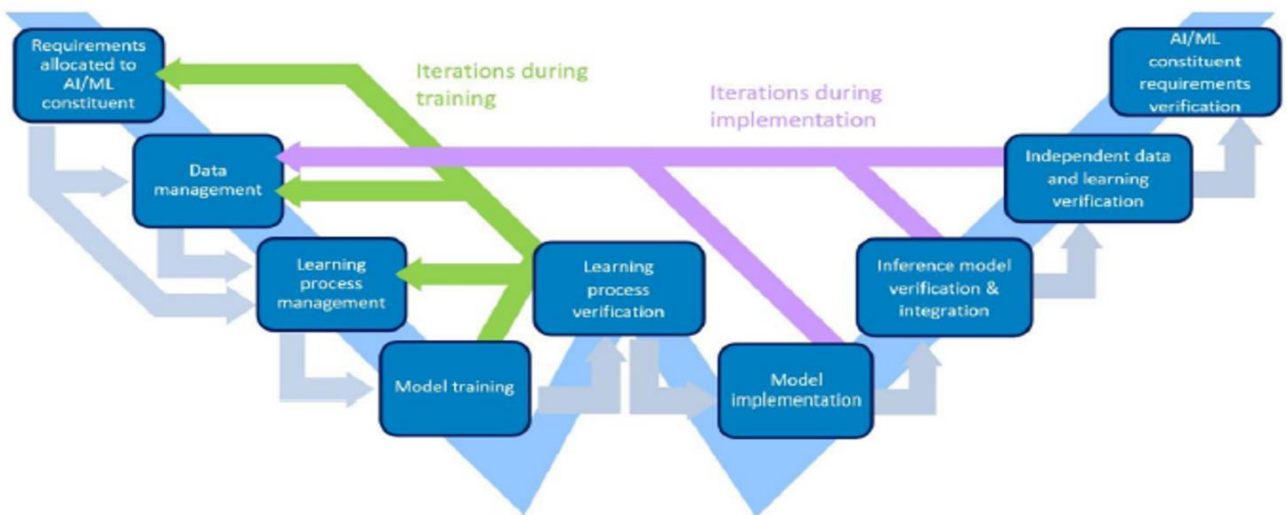 Requirements
allocated to
AI/ML
constituent
Iterations during
training
Iterations during
implementation
AI/ML
constituent
requirements
verification
Data
management
Independent data
and learning
verification
Learning
process
management
Learning
process
verification
Inference model
verification &
integration
Model training
Model
implementation